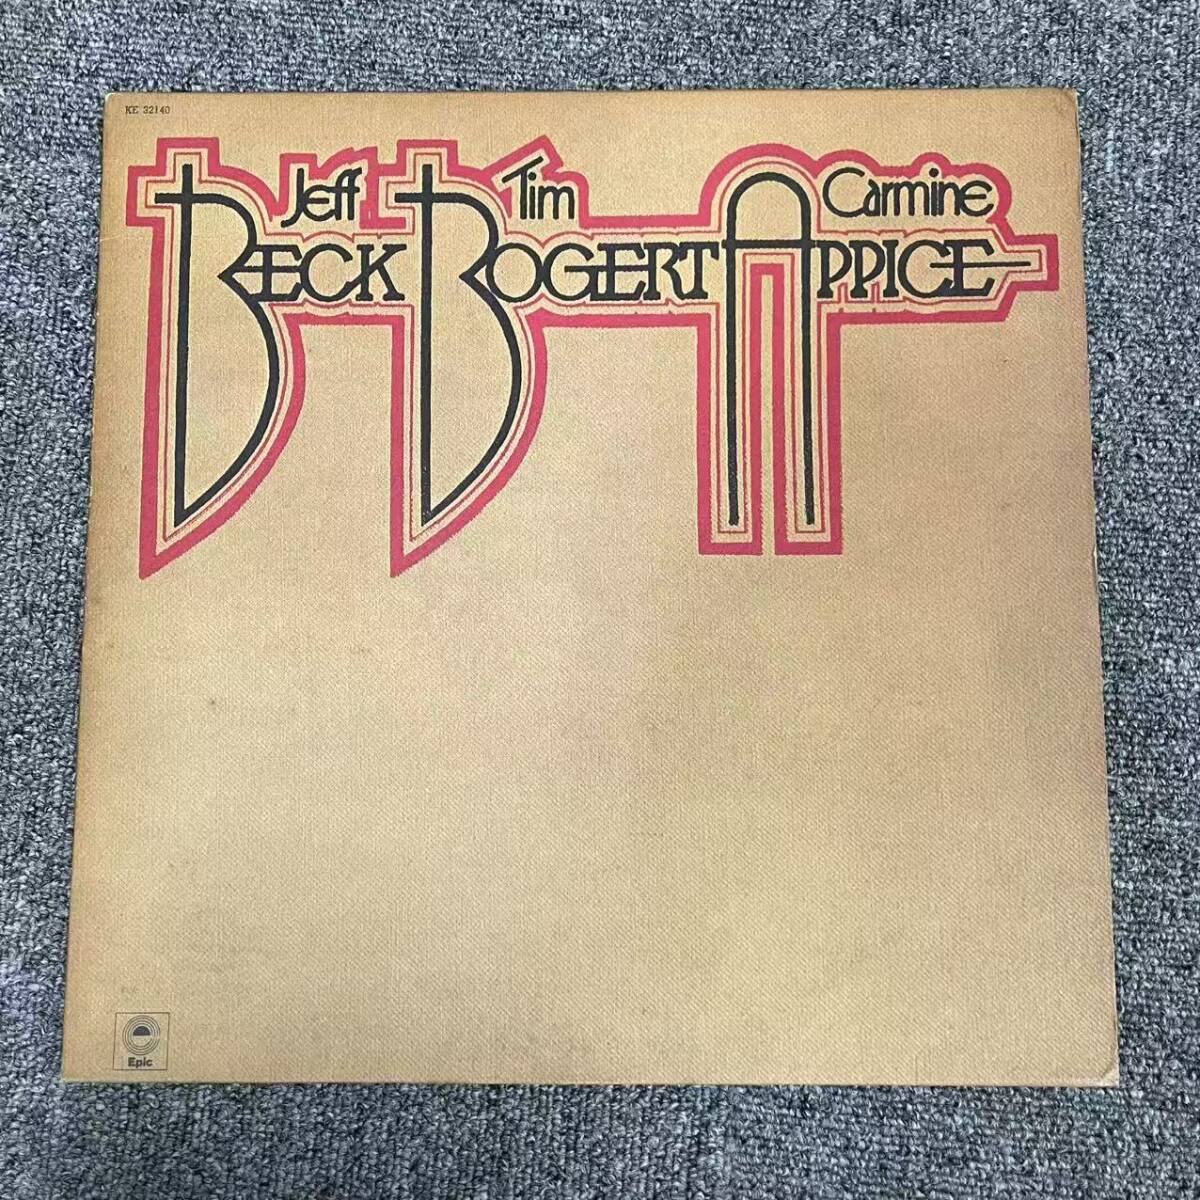 KE 32140
Jeff Tim Carmine
BECK BOGERT APPICE
Epic